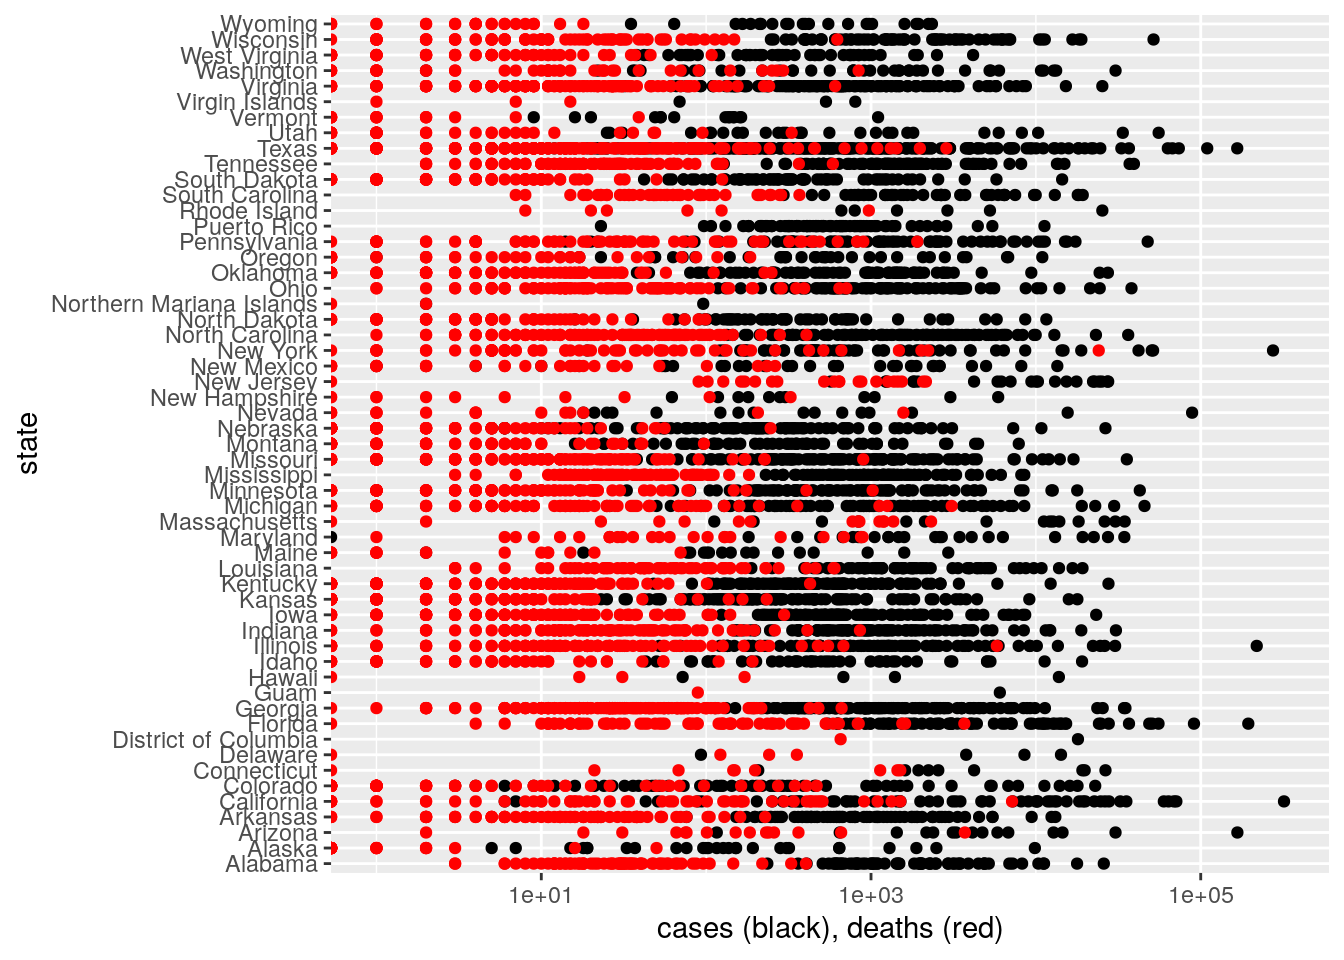 Wyoming
Wisconsin
West Virginia
Washington
Virginia
Virgin Islands
Vermont
Utah
Texas
Tennessee
South Dakota
South Carolina
Rhode Island
Puerto Rico
Pennsylvania
Oregon
Oklahoma
Ohio
Northern Mariana Islands
North Dakota
North Carolina
New York
New Mexico
New Jersey
New Hampshire
Nevada
Nebraska
Montana
Missouri
Mississippi
Minnesota
Michigan
Massachusetts
Maryland
Maine
Louisiana
Kentucky
Kansas
Iowa
Indiana
Illinois
Idaho
Hawaii
Guam
Georgia
Florida
District of Columbia
Delaware
Connecticut
Colorado
California
Arkansas
Arizona
Alaska
Alabama
state
1e+01 1e+03 1e+05
cases (black), deaths (red)